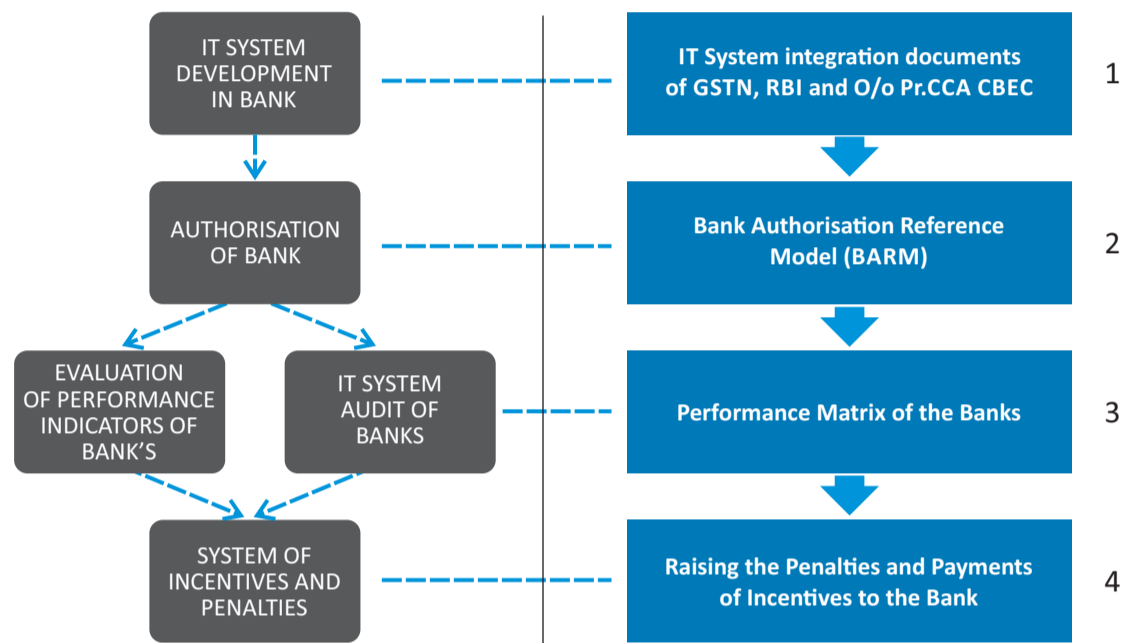 IT SYSTEM
DEVELOPMENT
IN BANK
IT System integration documents
of GSTN, RBI and O/o Pr.CCA CBEC
1
AUTHORISATION
OF BANK
Bank Authorisation Reference
Model (BARM)
2
EVALUATION
OF PERFORMANCE
INDICATORS OF
BANK’S
IT SYSTEM
AUDIT OF
BANKS
Performance Matrix of the Banks
3
SYSTEM OF
INCENTIVES AND
PENALTIES
Raising the Penalties and Payments
of Incentives to the Bank
4